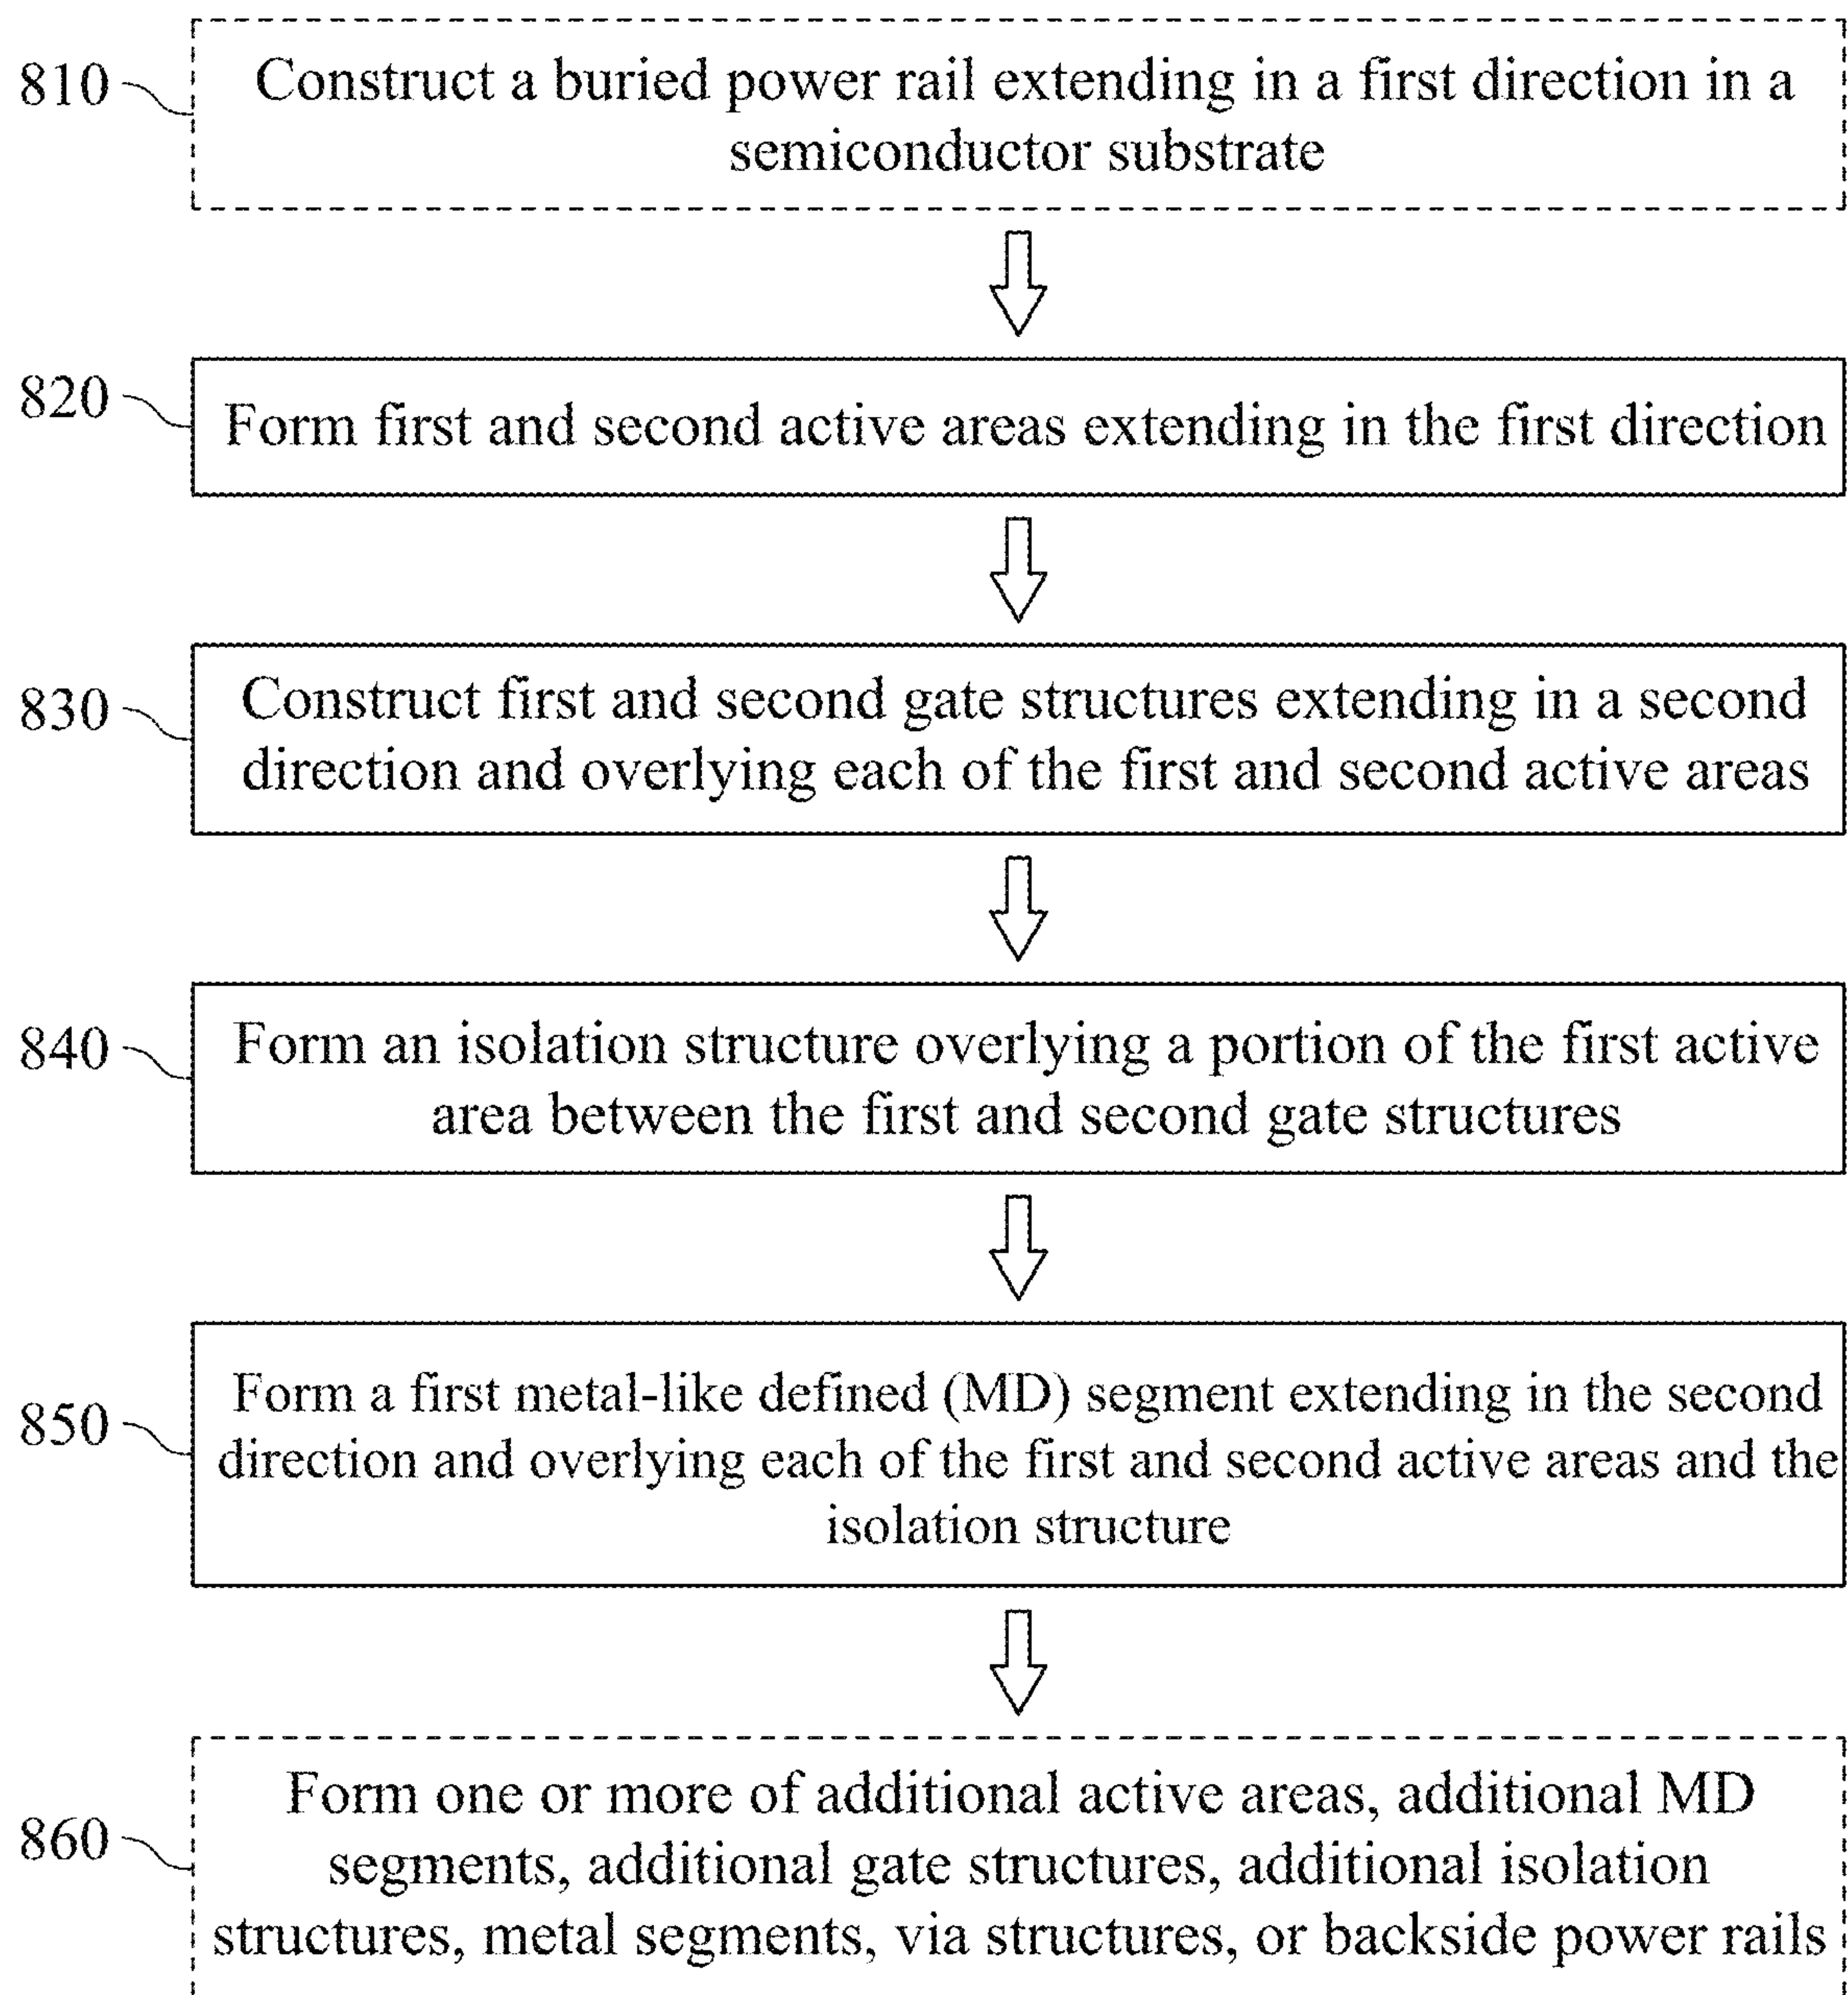 810
Construct a buried power rail extending in a first direction in a
semiconductor substrate
820
Form first and second active areas extending in the first direction
830
Construct first and second gate structures extending in a second
direction and overlying each of the first and second active areas
840
Form an isolation structure overlying a portion of the first active
area between the first and second gate structures
850
Form a first metal-like defined (MD) segment extending in the second
direction and overlying each of the first and second active areas and the
isolation structure
860
Form one or more of additional active areas, additional MD
segments, additional gate structures, additional isolation
structures, metal segments, via structures, or backside power rails